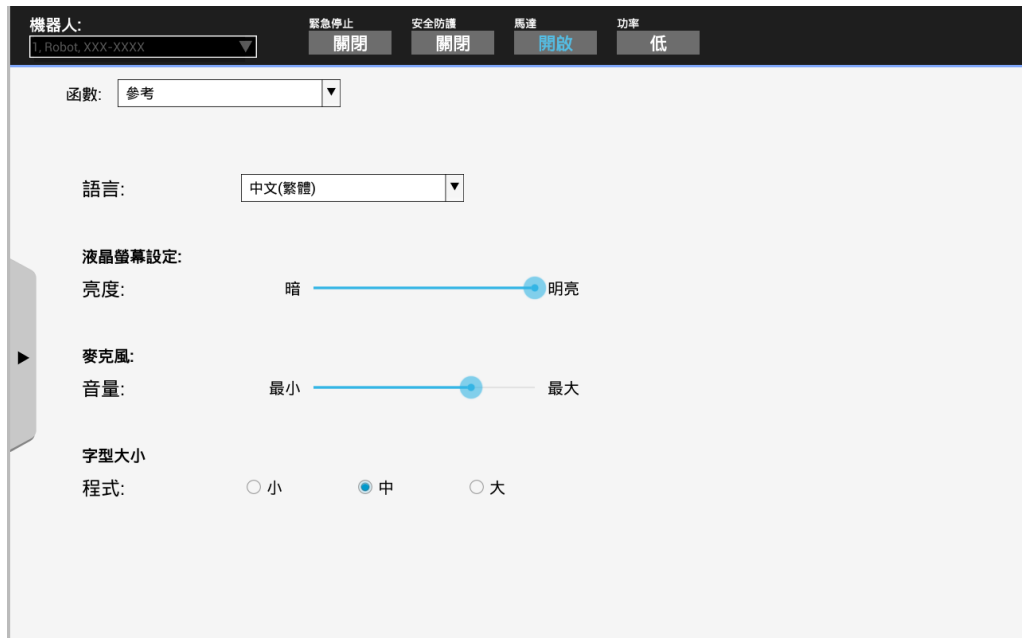 機器人: 緊急停止 安全防護 馬達 功率
1, Robot, XXX-XXXX 關閉 關閉 開啟 低
函數: 參考
語言: 中文(繁體)
液晶螢幕設定:
亮度: 暗 明亮
麥克風:
音量: 最小 最大
字型大小
程式: 小 中 大